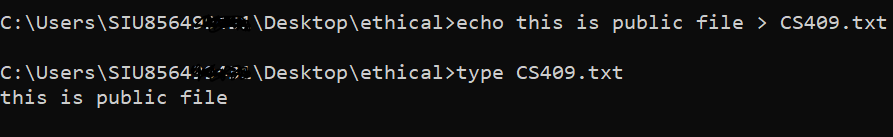 C:\Users\SIU85649\Desktop\ethical>echo this is public file > CS409.txt
C:\Users\SIU8564\Desktop\ethical>type CS409.txt
this is public file